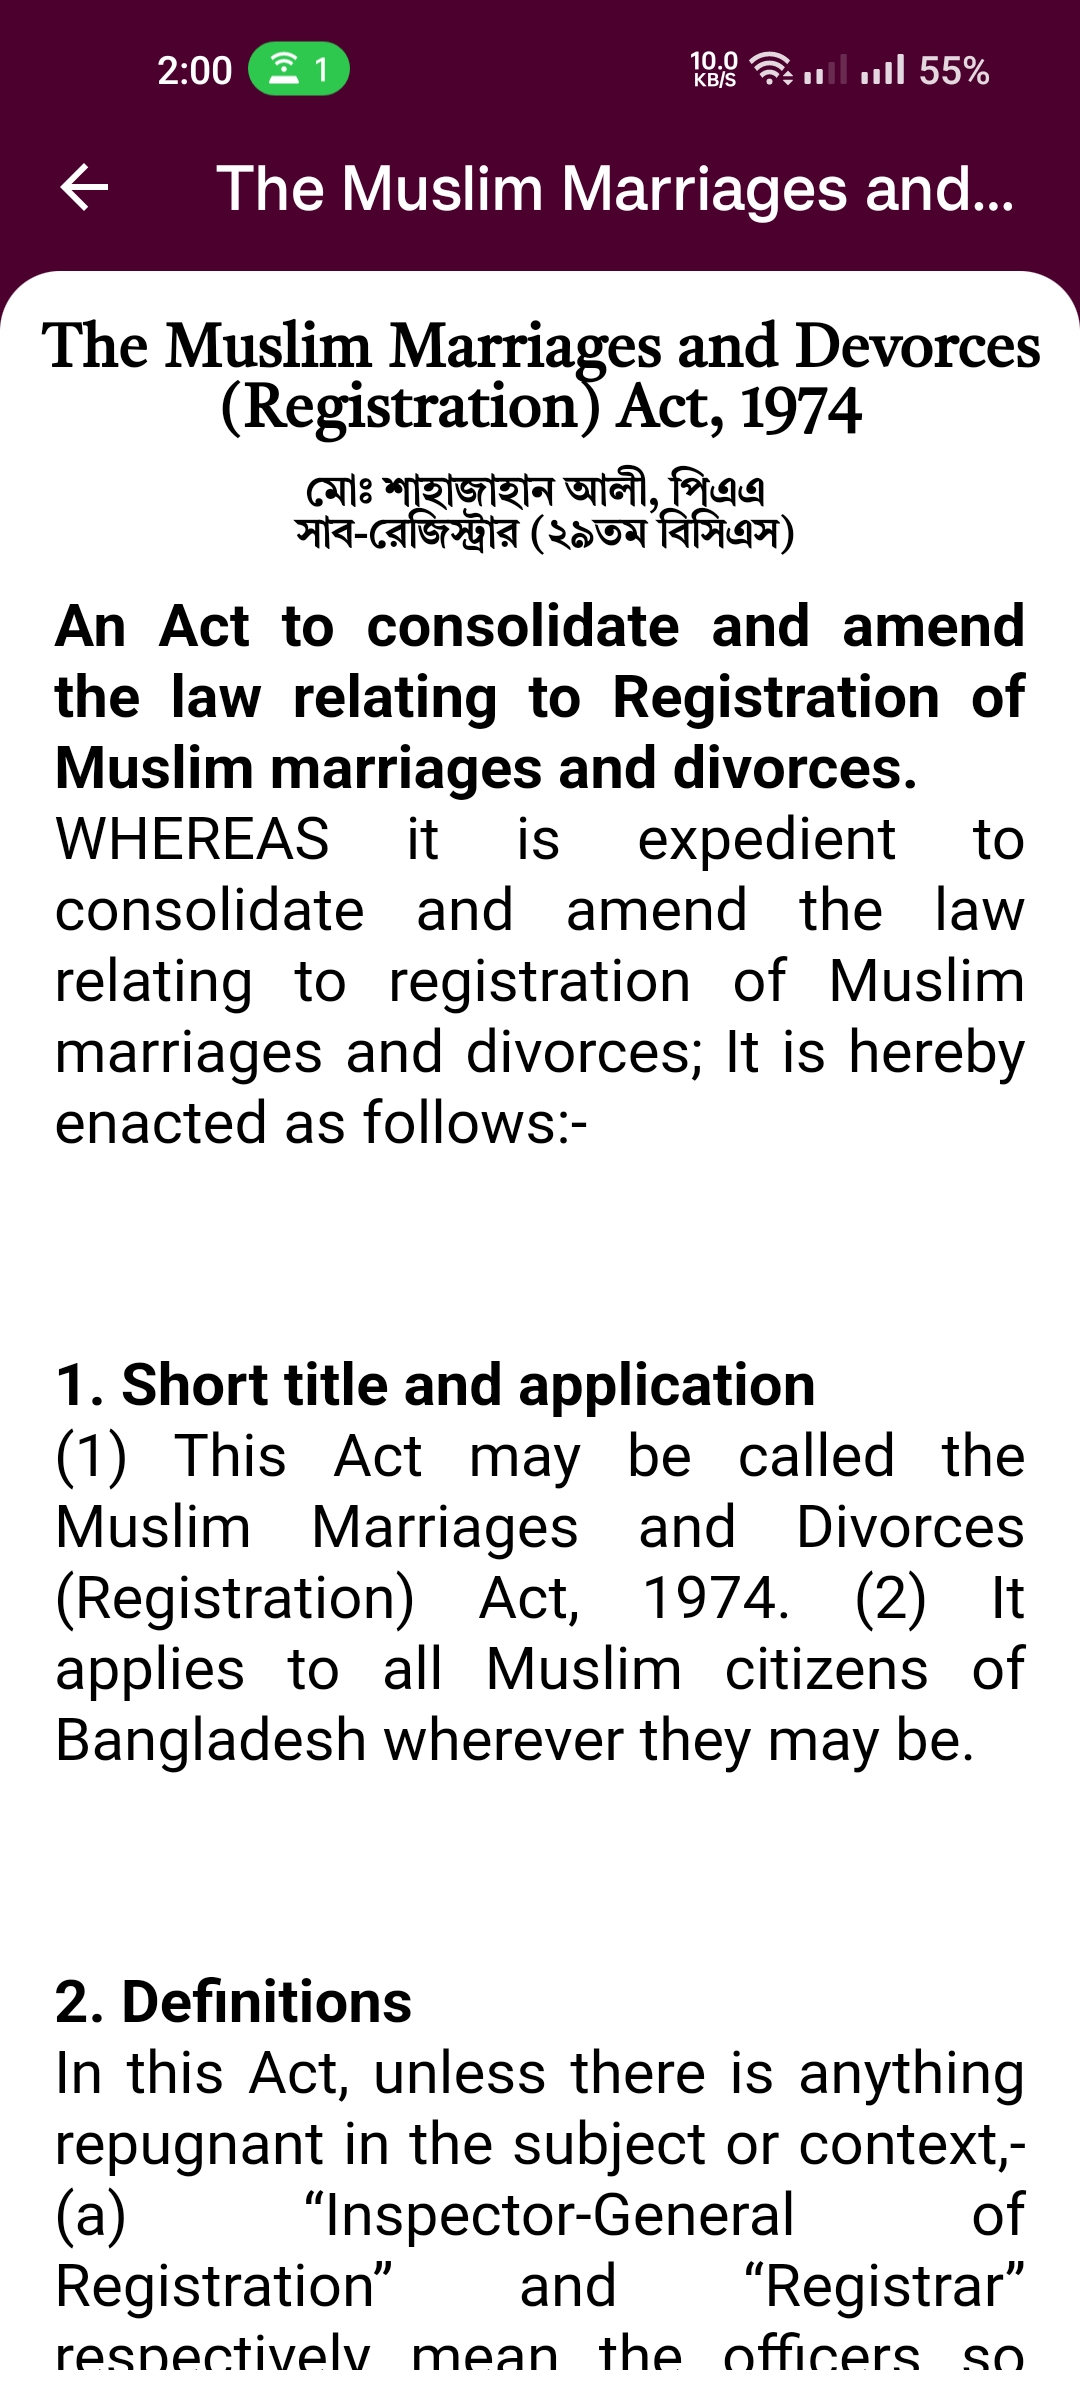 2:00 1 10.0 KB/S 55%
The Muslim Marriages and...
The Muslim Marriages and Devorces
(Registration) Act, 1974
মোঃ শাহাজাহান আলী, পিএএ
সাব-রেজিস্ট্রার (২৯তম বিসিএস)
An Act to consolidate and amend
the law relating to Registration of
Muslim marriages and divorces.
WHEREAS it is expedient to
consolidate and amend the law
relating to registration of Muslim
marriages and divorces; It is hereby
enacted as follows:-
1. Short title and application
(1) This Act may be called the
Muslim Marriages and Divorces
(Registration) Act, 1974. (2) It
applies to all Muslim citizens of
Bangladesh wherever they may be.
2. Definitions
In this Act, unless there is anything
repugnant in the subject or context,-
(a) “Inspector-General of
Registration” and “Registrar”
respectively mean the officers so